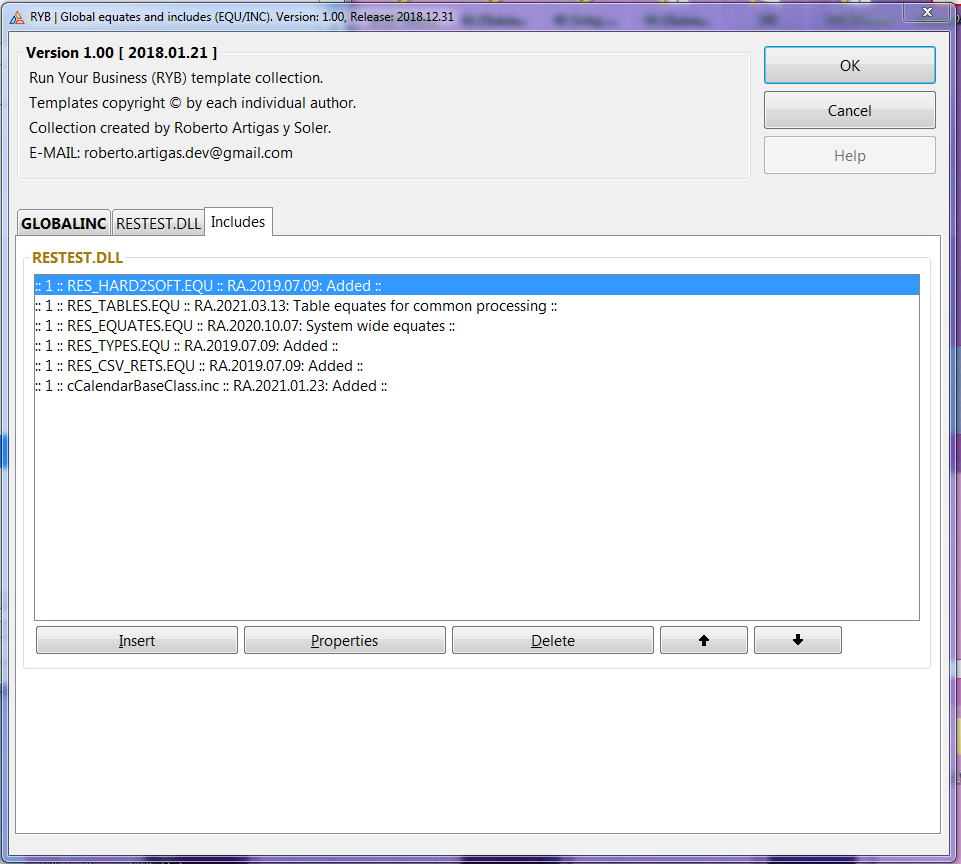 RYB | Global equates and includes (EQU/INC). Version: 1.00, Release: 2018.12.31
Version 1.00 [ 2018.01.21 ]
Run Your Business (RYB) template collection.
Templates copyright © by each individual author.
Collection created by Roberto Artigas y Soler.
E-MAIL: roberto.artigas.dev@gmail.com
OK
Cancel
Help
GLOBALINC RESTEST.DLL Includes
RESTEST.DLL
:: 1 :: RES_HARD2SOFT.EQU :: RA.2019.07.09: Added ::
:: 1 :: RES_TABLES.EQU :: RA.2021.03.13: Table equates for common processing ::
:: 1 :: RES_EQUATES.EQU :: RA.2020.10.07: System wide equates ::
:: 1 :: RES_TYPES.EQU :: RA.2019.07.09: Added ::
:: 1 :: RES_CSV_RETS.EQU :: RA.2019.07.09: Added ::
:: 1 :: cCalendarBaseClass.inc :: RA.2021.01.23: Added ::
Insert Properties Delete